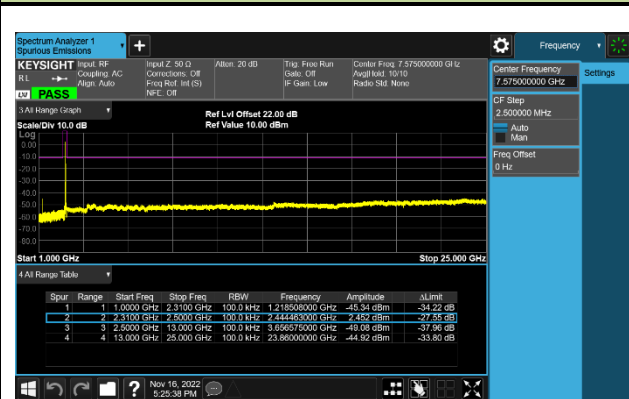 Spectrum Analyzer 1
Spurious Emissions
+
Frequency
KEYSIGHT Input: RF Input Z: 50 Ω Atten: 20 dB Trig: Free Run Center Freq: 7.575000000 GHz
RL Coupling: AC Corrections: Off Gate: Off Avg|Hold: 10/10
Align: Auto Freq Ref: Int (S) IF Gain: Low Radio Std: None
LXI PASS NFE: Off
Center Frequency Settings
7.575000000 GHz
CF Step
2.500000 MHz
Auto
Man
Freq Offset
0 Hz
3 All Range Graph Ref Lvl Offset 22.00 dB
Scale/Div 10.0 dB Ref Value 10.00 dBm
Log
0.00
-10.0
-20.0
-30.0
-40.0
-50.0
-60.0
-70.0
-80.0
Start 1.000 GHz Stop 25.000 GHz
4 All Range Table
Spur Range Start Freq Stop Freq RBW Frequency Amplitude ΔLimit
1 1 1.0000 GHz 2.3100 GHz 100.0 kHz 1.218508000 GHz -45.34 dBm -34.22 dB
2 2 2.3100 GHz 2.5000 GHz 100.0 kHz 2.444463000 GHz 2.452 dBm -27.55 dB
3 3 2.5000 GHz 13.000 GHz 100.0 kHz 3.656575000 GHz -49.08 dBm -37.96 dB
4 4 13.000 GHz 25.000 GHz 100.0 kHz 23.86000000 GHz -44.92 dBm -33.80 dB
? Nov 16, 2022
5:25:38 PM